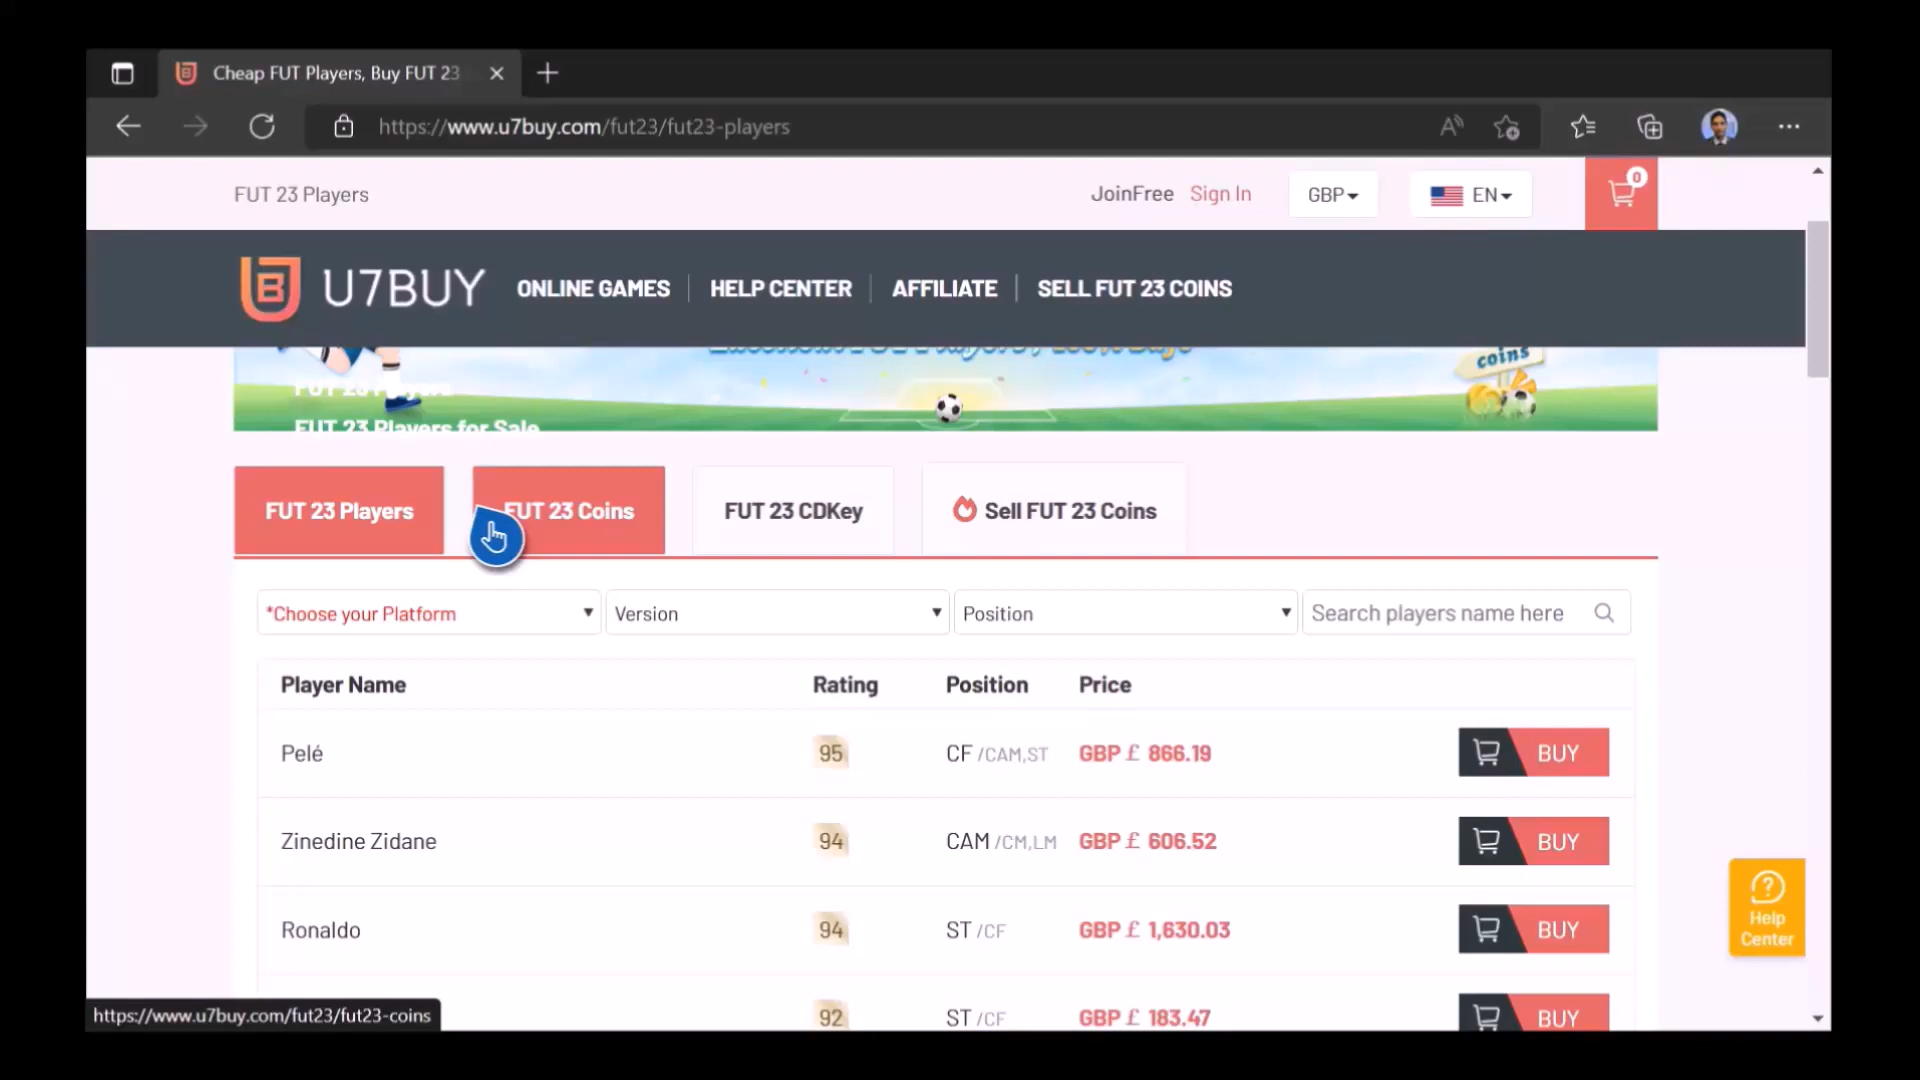 Cheap FUT Players, Buy FUT 23
https://www.u7buy.com/fut23/fut23-players
FUT 23 Players
JoinFree Sign In GBP EN 0
U7BUY ONLINE GAMES HELP CENTER AFFILIATE SELL FUT 23 COINS
coins
FUT 23 Players
FUT 23 Players for Sale
FUT 23 Players FUT 23 Coins FUT 23 CDKey Sell FUT 23 Coins
*Choose your Platform Version Position Search players name here
Player Name Rating Position Price
Pelé 95 CF /CAM,ST GBP £ 866.19 BUY
Zinedine Zidane 94 CAM /CM,LM GBP £ 606.52 BUY
Ronaldo 94 ST /CF GBP £ 1,630.03 BUY
92 ST /CF GBP £ 183.47 BUY
Help
Center
https://www.u7buy.com/fut23/fut23-coins